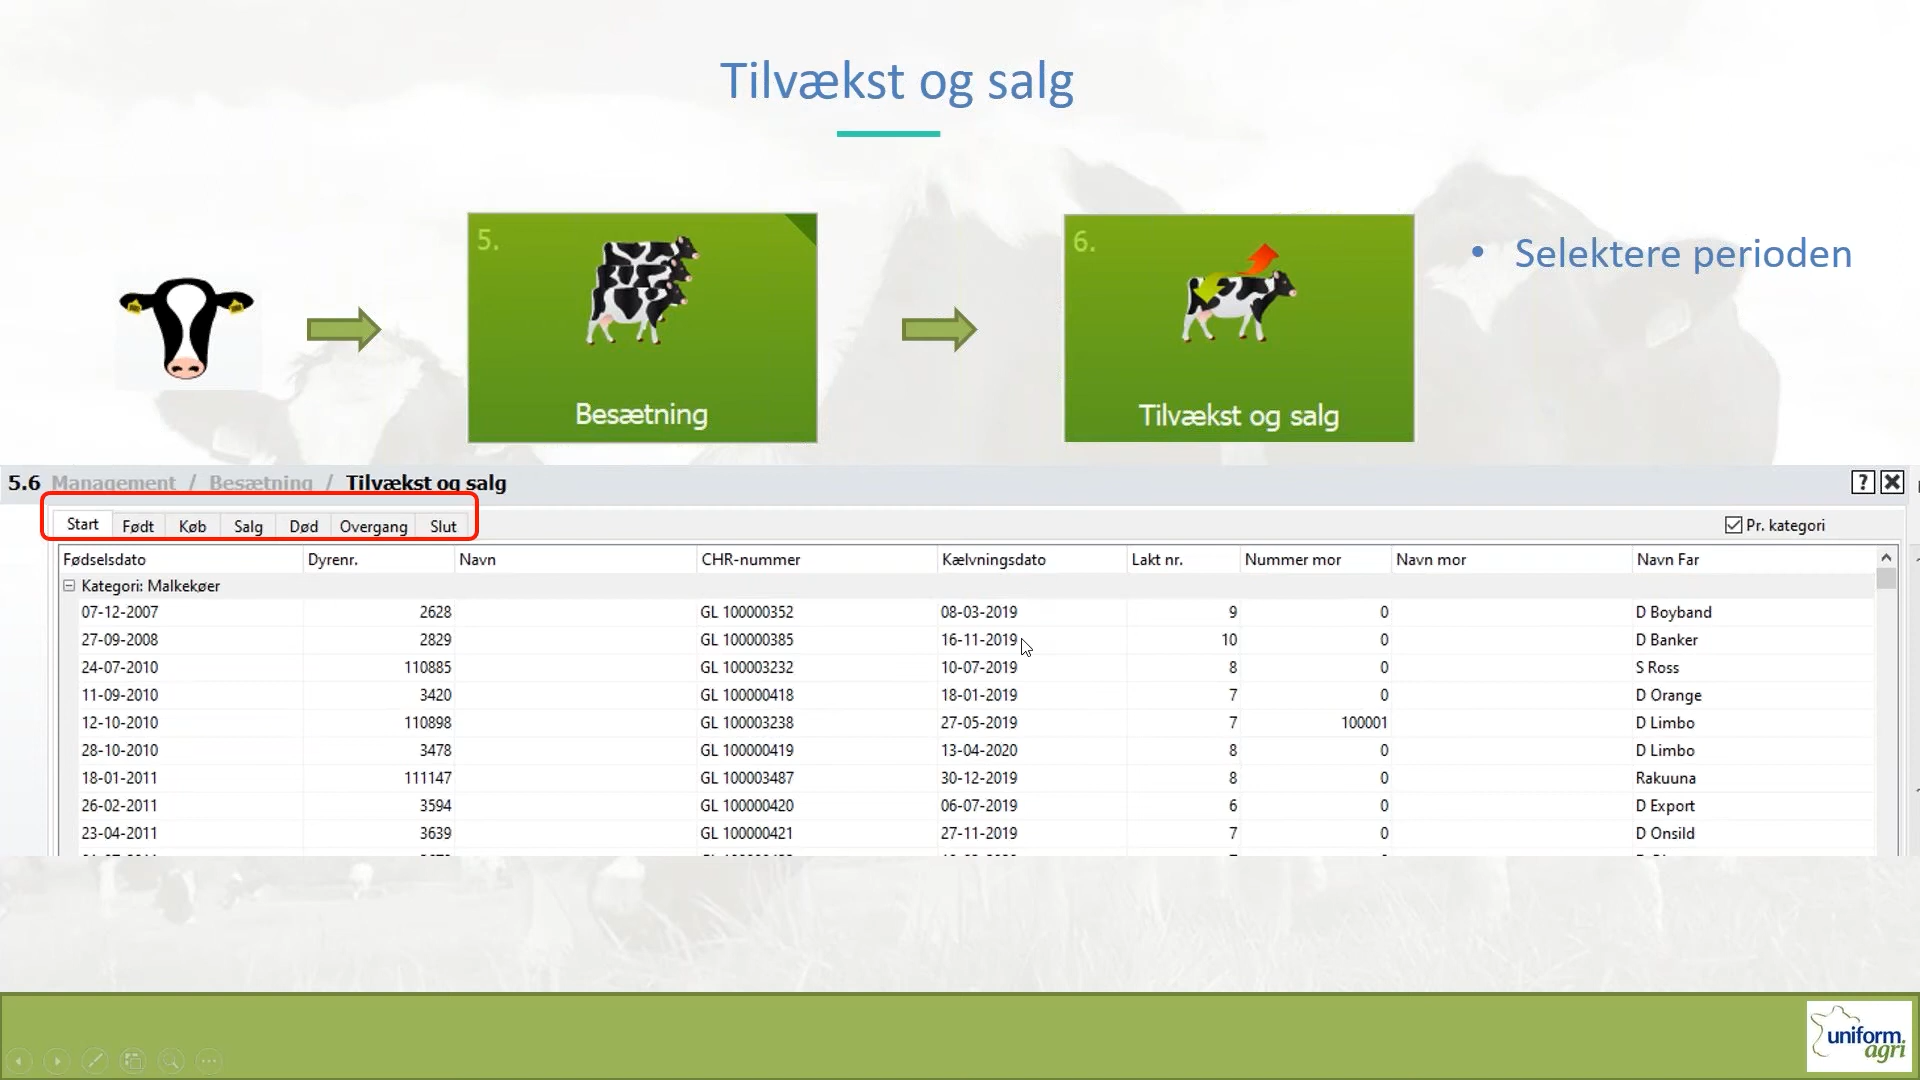 Tilvækst og salg
5.
Besætning
6.
Tilvækst og salg
• Selektere perioden
5.6 Management / Besætning / Tilvækst og salg
Start Født Køb Salg Død Overgang Slut
Pr. kategori
Fødselsdato Dyrenr. Navn CHR-nummer Kælvningsdato Lakt nr. Nummer mor Navn mor Navn Far
Kategori: Malkekøer
07-12-2007 2628 GL 100000352 08-03-2019 9 0 D Boyband
27-09-2008 2829 GL 100000385 16-11-2019 10 0 D Banker
24-07-2010 110885 GL 100003232 10-07-2019 8 0 S Ross
11-09-2010 3420 GL 100000418 18-01-2019 7 0 D Orange
12-10-2010 110898 GL 100003238 27-05-2019 7 100001 D Limbo
28-10-2010 3478 GL 100000419 13-04-2020 8 0 D Limbo
18-01-2011 111147 GL 100003487 30-12-2019 8 0 Rakuuna
26-02-2011 3594 GL 100000420 06-07-2019 6 0 D Export
23-04-2011 3639 GL 100000421 27-11-2019 7 0 D Onsild
uniform.
agri